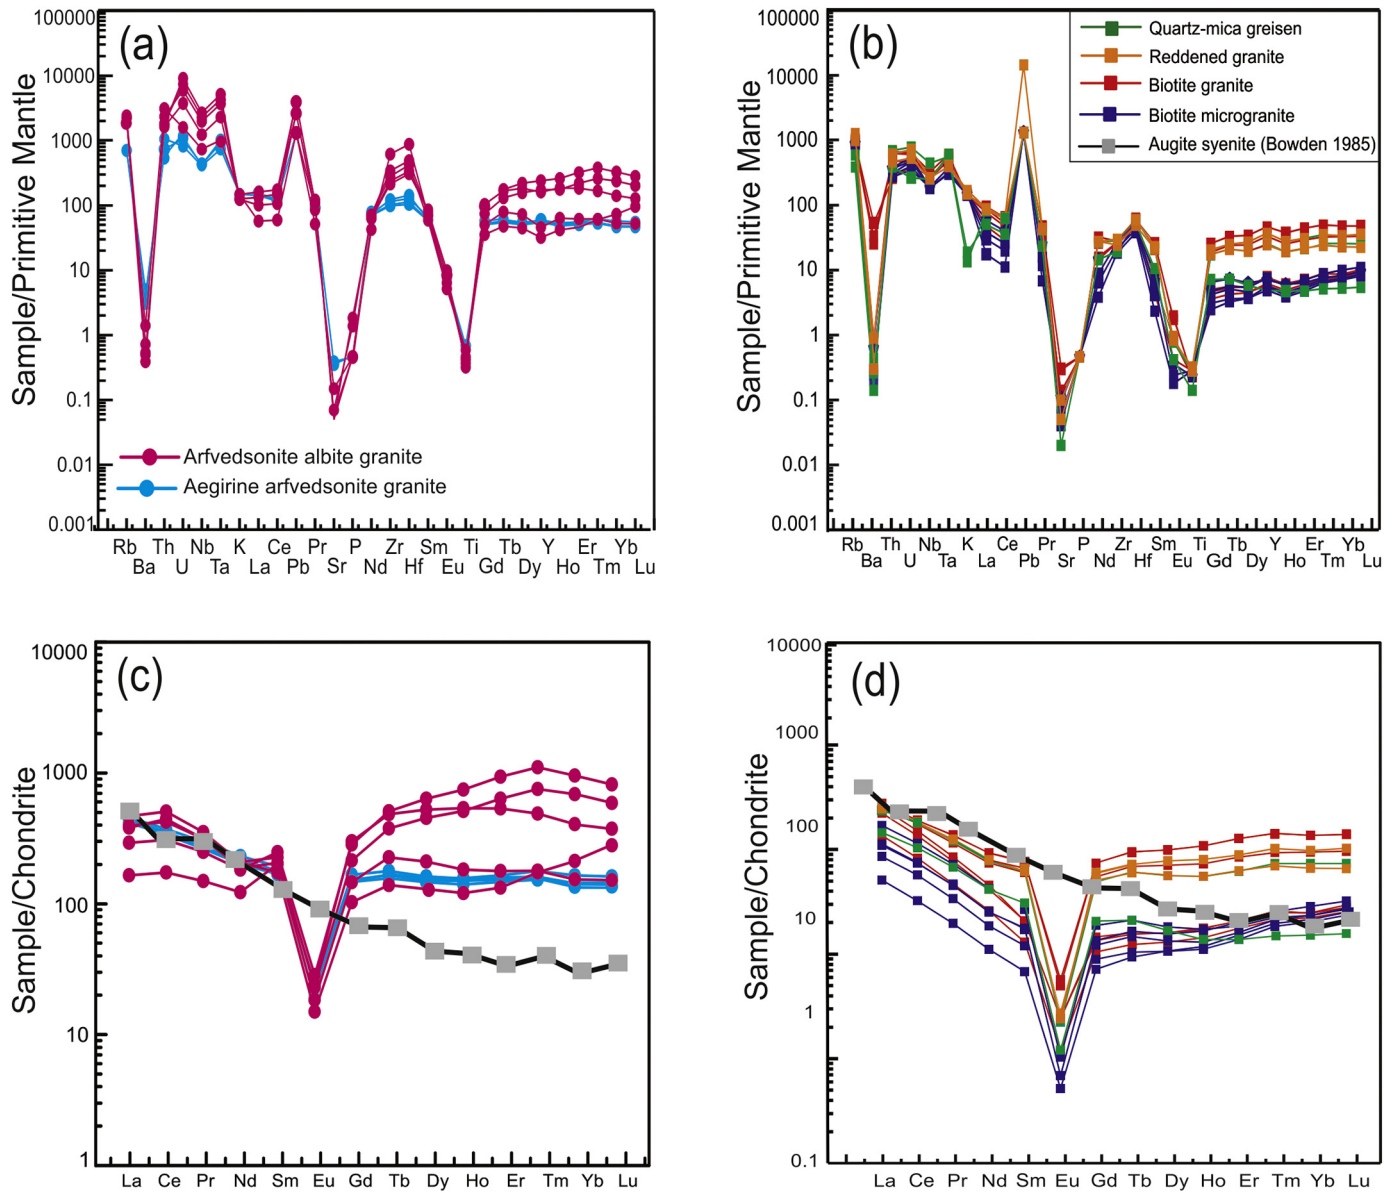 (a)
Sample/Primitive Mantle
100000
10000
1000
100
10
1
0.1
0.01
0.001
Arfvedsonite albite granite
Aegirine arfvedsonite granite
Rb Th Nb K Ce Pr P Zr Sm Ti Tb Y Er Yb
Ba U Ta La Pb Sr Nd Hf Eu Gd Dy Ho Tm Lu
(b)
Sample/Primitive Mantle
100000
10000
1000
100
10
1
0.1
0.01
0.001
Quartz-mica greisen
Reddened granite
Biotite granite
Biotite microgranite
Augite syenite (Bowden 1985)
Rb Th Nb K Ce Pr P Zr Sm Ti Tb Y Er Yb
Ba U Ta La Pb Sr Nd Hf Eu Gd Dy Ho Tm Lu
(c)
Sample/Chondrite
10000
1000
100
10
1
La Ce Pr Nd Sm Eu Gd Tb Dy Ho Er Tm Yb Lu
(d)
Sample/Chondrite
10000
1000
100
10
1
0.1
La Ce Pr Nd Sm Eu Gd Tb Dy Ho Er Tm Yb Lu